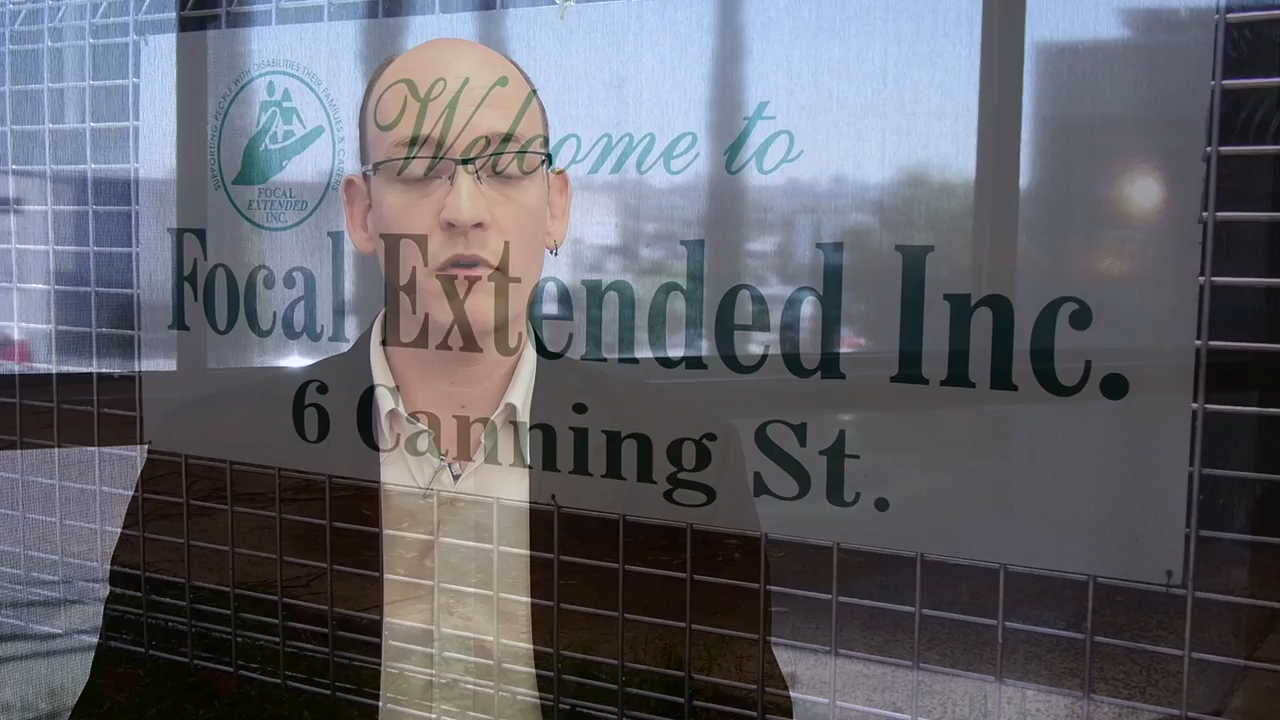 SUPPORTING PEOPLE WITH DISABILITIES THEIR FAMILIES & CARERS
FOCAL
EXTENDED
INC.
Welcome to
Focal Extended Inc.
6 Canning St.